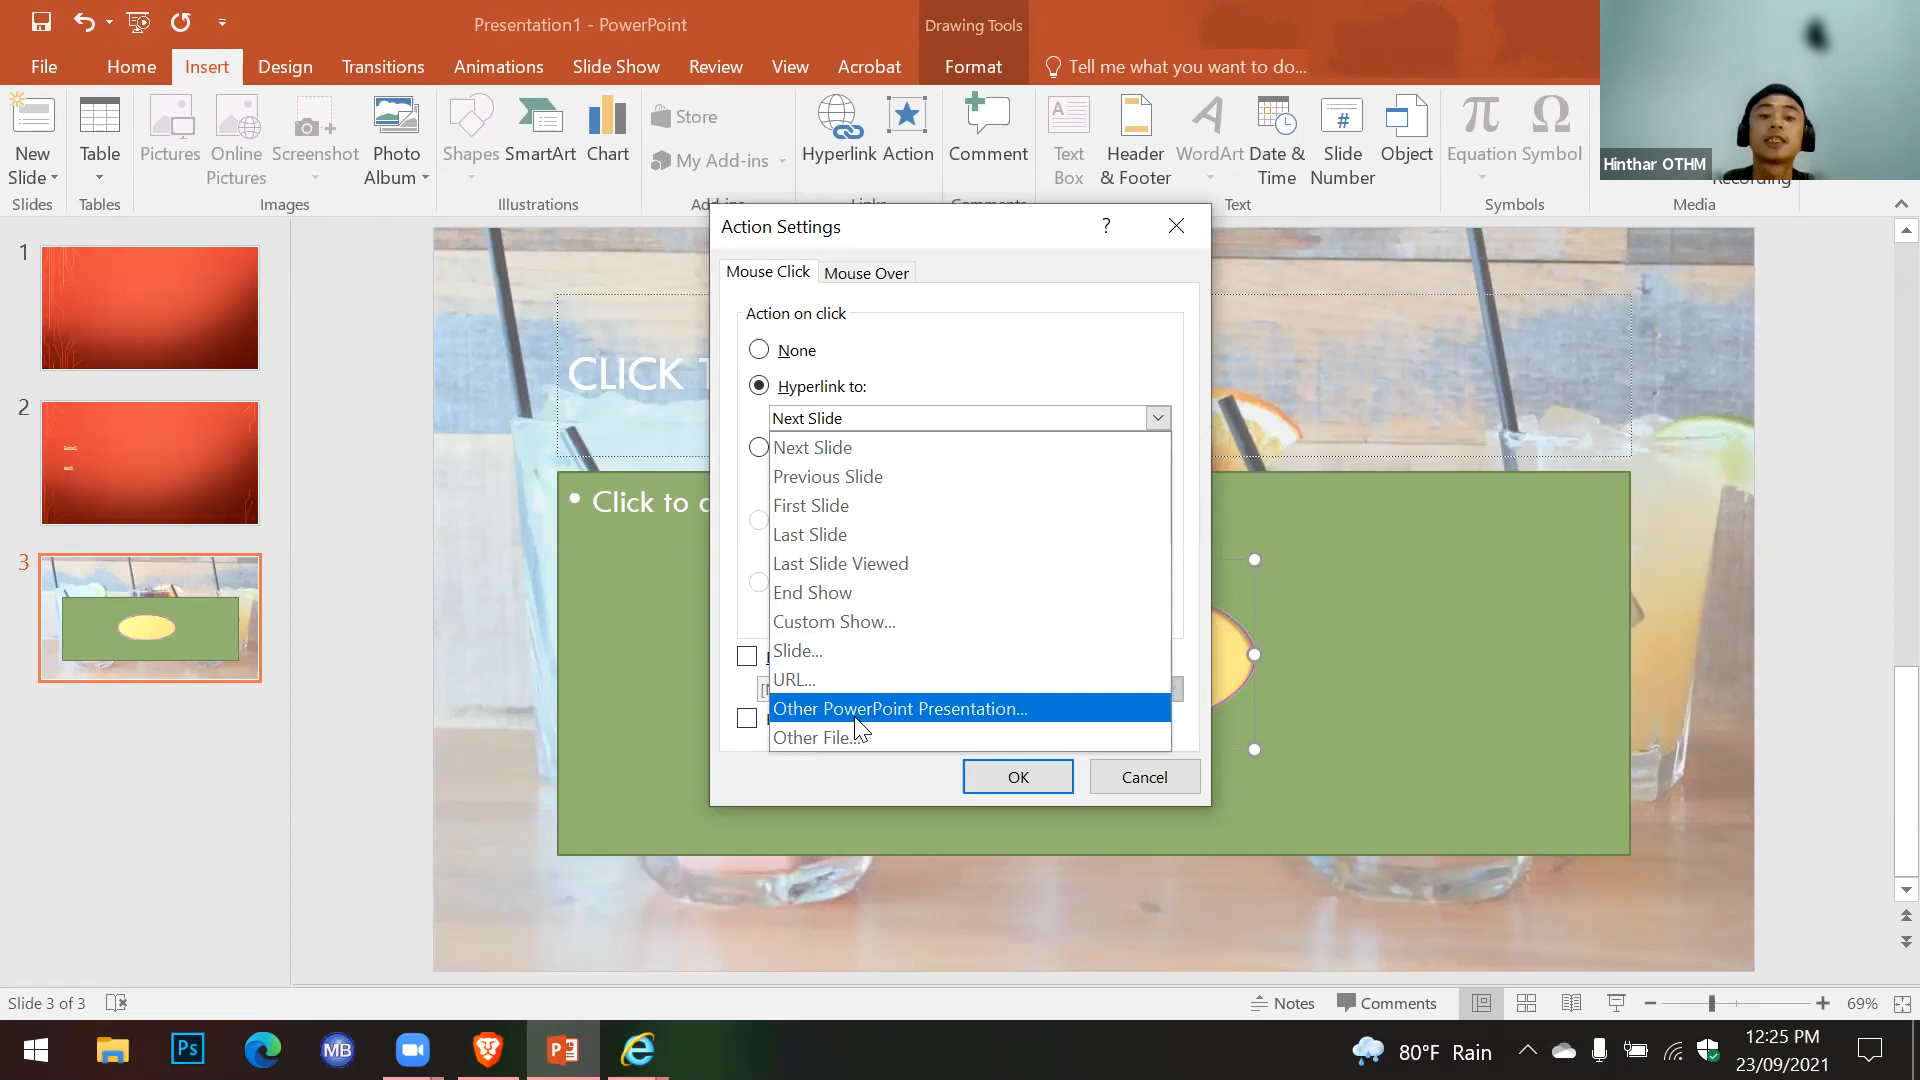 Presentation1 - PowerPoint
Drawing Tools
File Home Insert Design Transitions Animations Slide Show Review View Acrobat Format Tell me what you want to do...
New Slide
Table
Pictures
Online Pictures
Screenshot
Photo Album
Shapes
SmartArt
Chart
Store
My Add-ins
Hyperlink
Action
Comment
Text Box
Header & Footer
WordArt
Date & Time
Slide Number
Object
Equation
Symbol
Hinthar OTHM
Slides
Tables
Images
Illustrations
Text
Symbols
Media
Action Settings
?
Mouse Click
Mouse Over
Action on click
None
Hyperlink to:
Next Slide
Next Slide
Previous Slide
First Slide
Last Slide
Last Slide Viewed
End Show
Custom Show...
Slide...
URL...
Other PowerPoint Presentation...
Other File...
OK
Cancel
1
2
3
CLICK
• Click to
Slide 3 of 3
Notes
Comments
69%
Ps
MB
80°F Rain
12:25 PM
23/09/2021